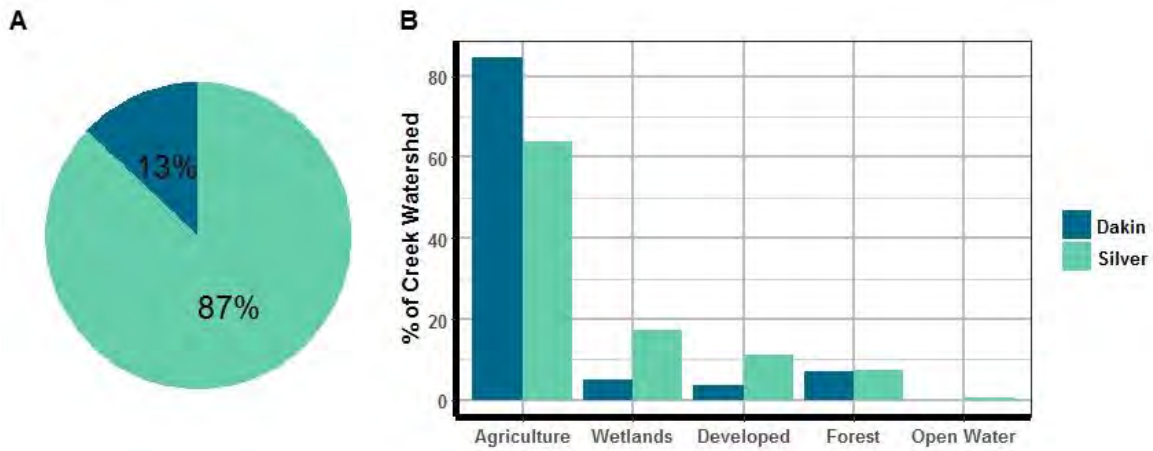 A
B
13%
87%
% of Creek Watershed
80
60
40
20
0
Agriculture Wetlands Developed Forest Open Water
Dakin
Silver